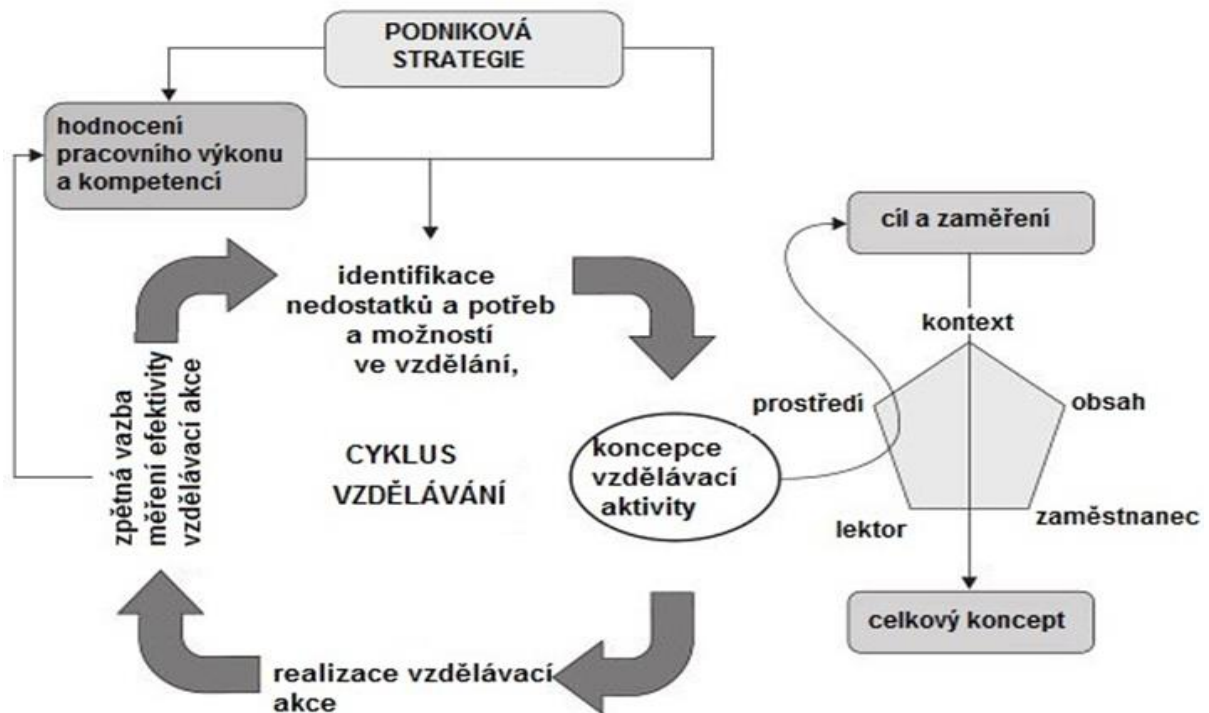 PODNIKOVÁ
STRATEGIE
hodnocení
pracovního výkonu
a kompetencí
identifikace
nedostatků a potřeb
a možností
ve vzdělání,
cíl a zaměření
kontext
prostředí
obsah
lektor
zaměstnanec
celkový koncept
koncepce
vzdělávací
aktivity
CYKLUS
VZDĚLÁVÁNÍ
zpětná vazba
měření efektivity
vzdělávací akce
realizace vzdělávací
akce